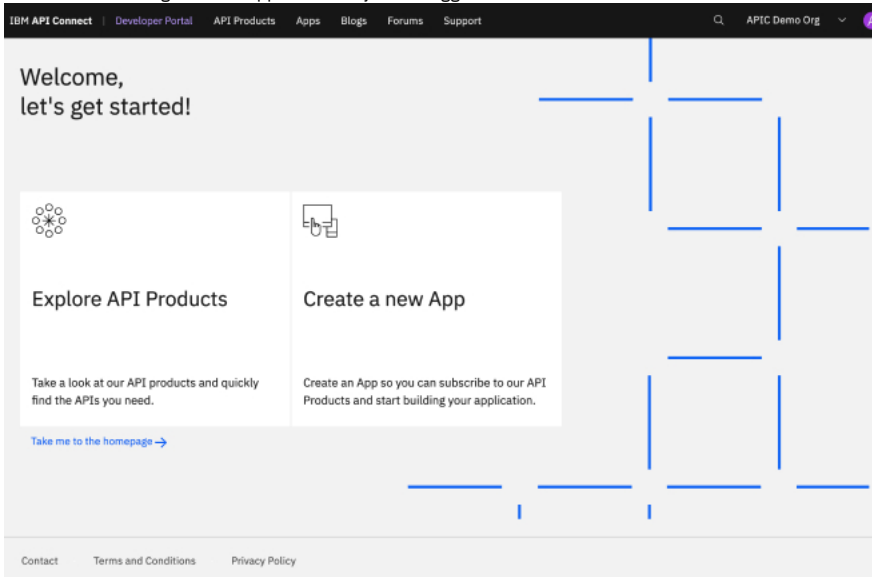 IBM API Connect | Developer Portal API Products Apps Blogs Forums Support APIC Demo Org
Welcome,
let's get started!
Explore API Products
Take a look at our API products and quickly
find the APIs you need.
Create a new App
Create an App so you can subscribe to our API
Products and start building your application.
Take me to the homepage
Contact Terms and Conditions Privacy Policy